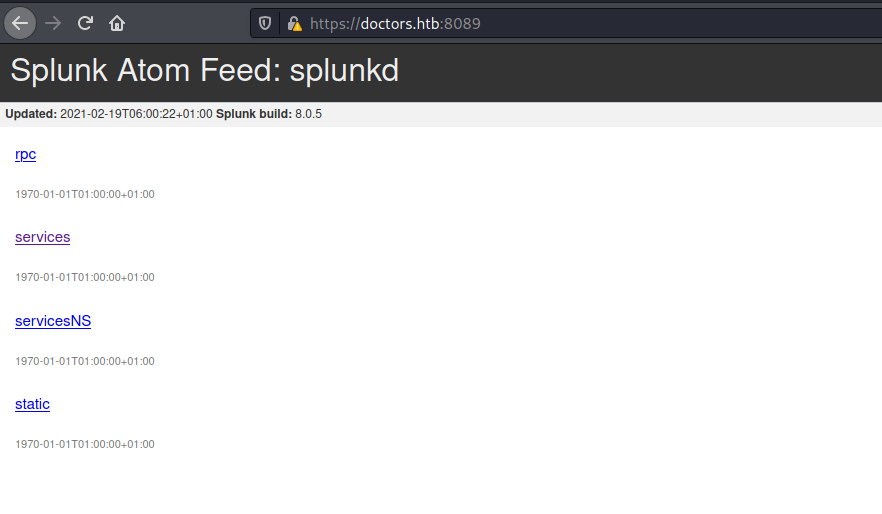 https://doctors.htb:8089
Splunk Atom Feed: splunkd
Updated: 2021-02-19T06:00:22+01:00 Splunk build: 8.0.5
rpc
1970-01-01T01:00:00+01:00
services
1970-01-01T01:00:00+01:00
servicesNS
1970-01-01T01:00:00+01:00
static
1970-01-01T01:00:00+01:00